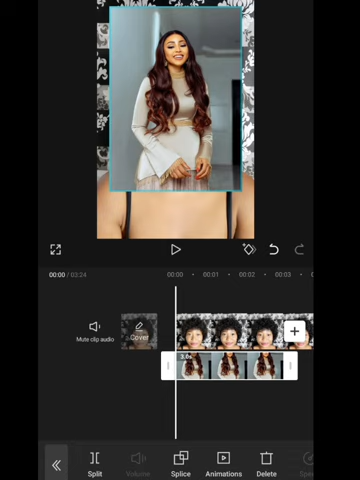 00:00 / 03:24
00:00
00:01
00:02
00:03
Mute clip audio
Cover
3.0s
Split
Volume
Splice
Animations
Delete